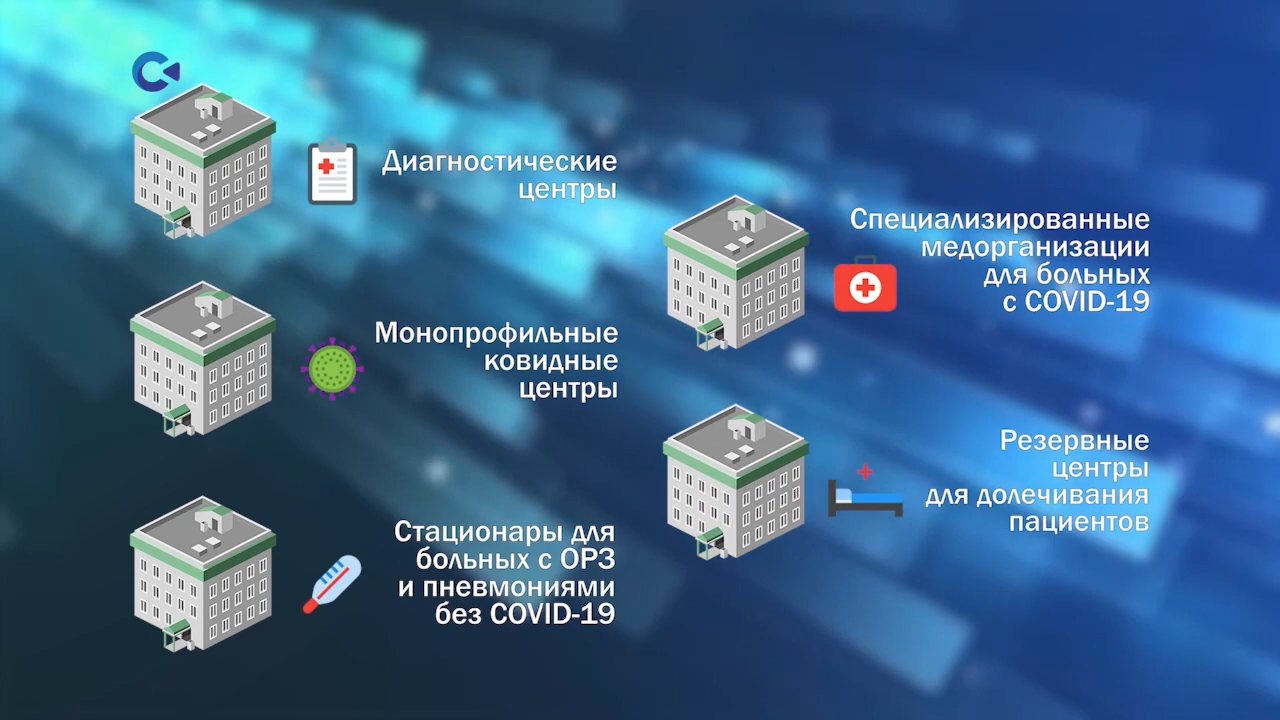 Диагностические
центры
Монопрофильные
ковидные
центры
Стационары для
больных с ОРЗ
и пневмониями
без COVID-19
Специализированные
медорганизации
для больных
с COVID-19
Резервные
центры
для долечивания
пациентов